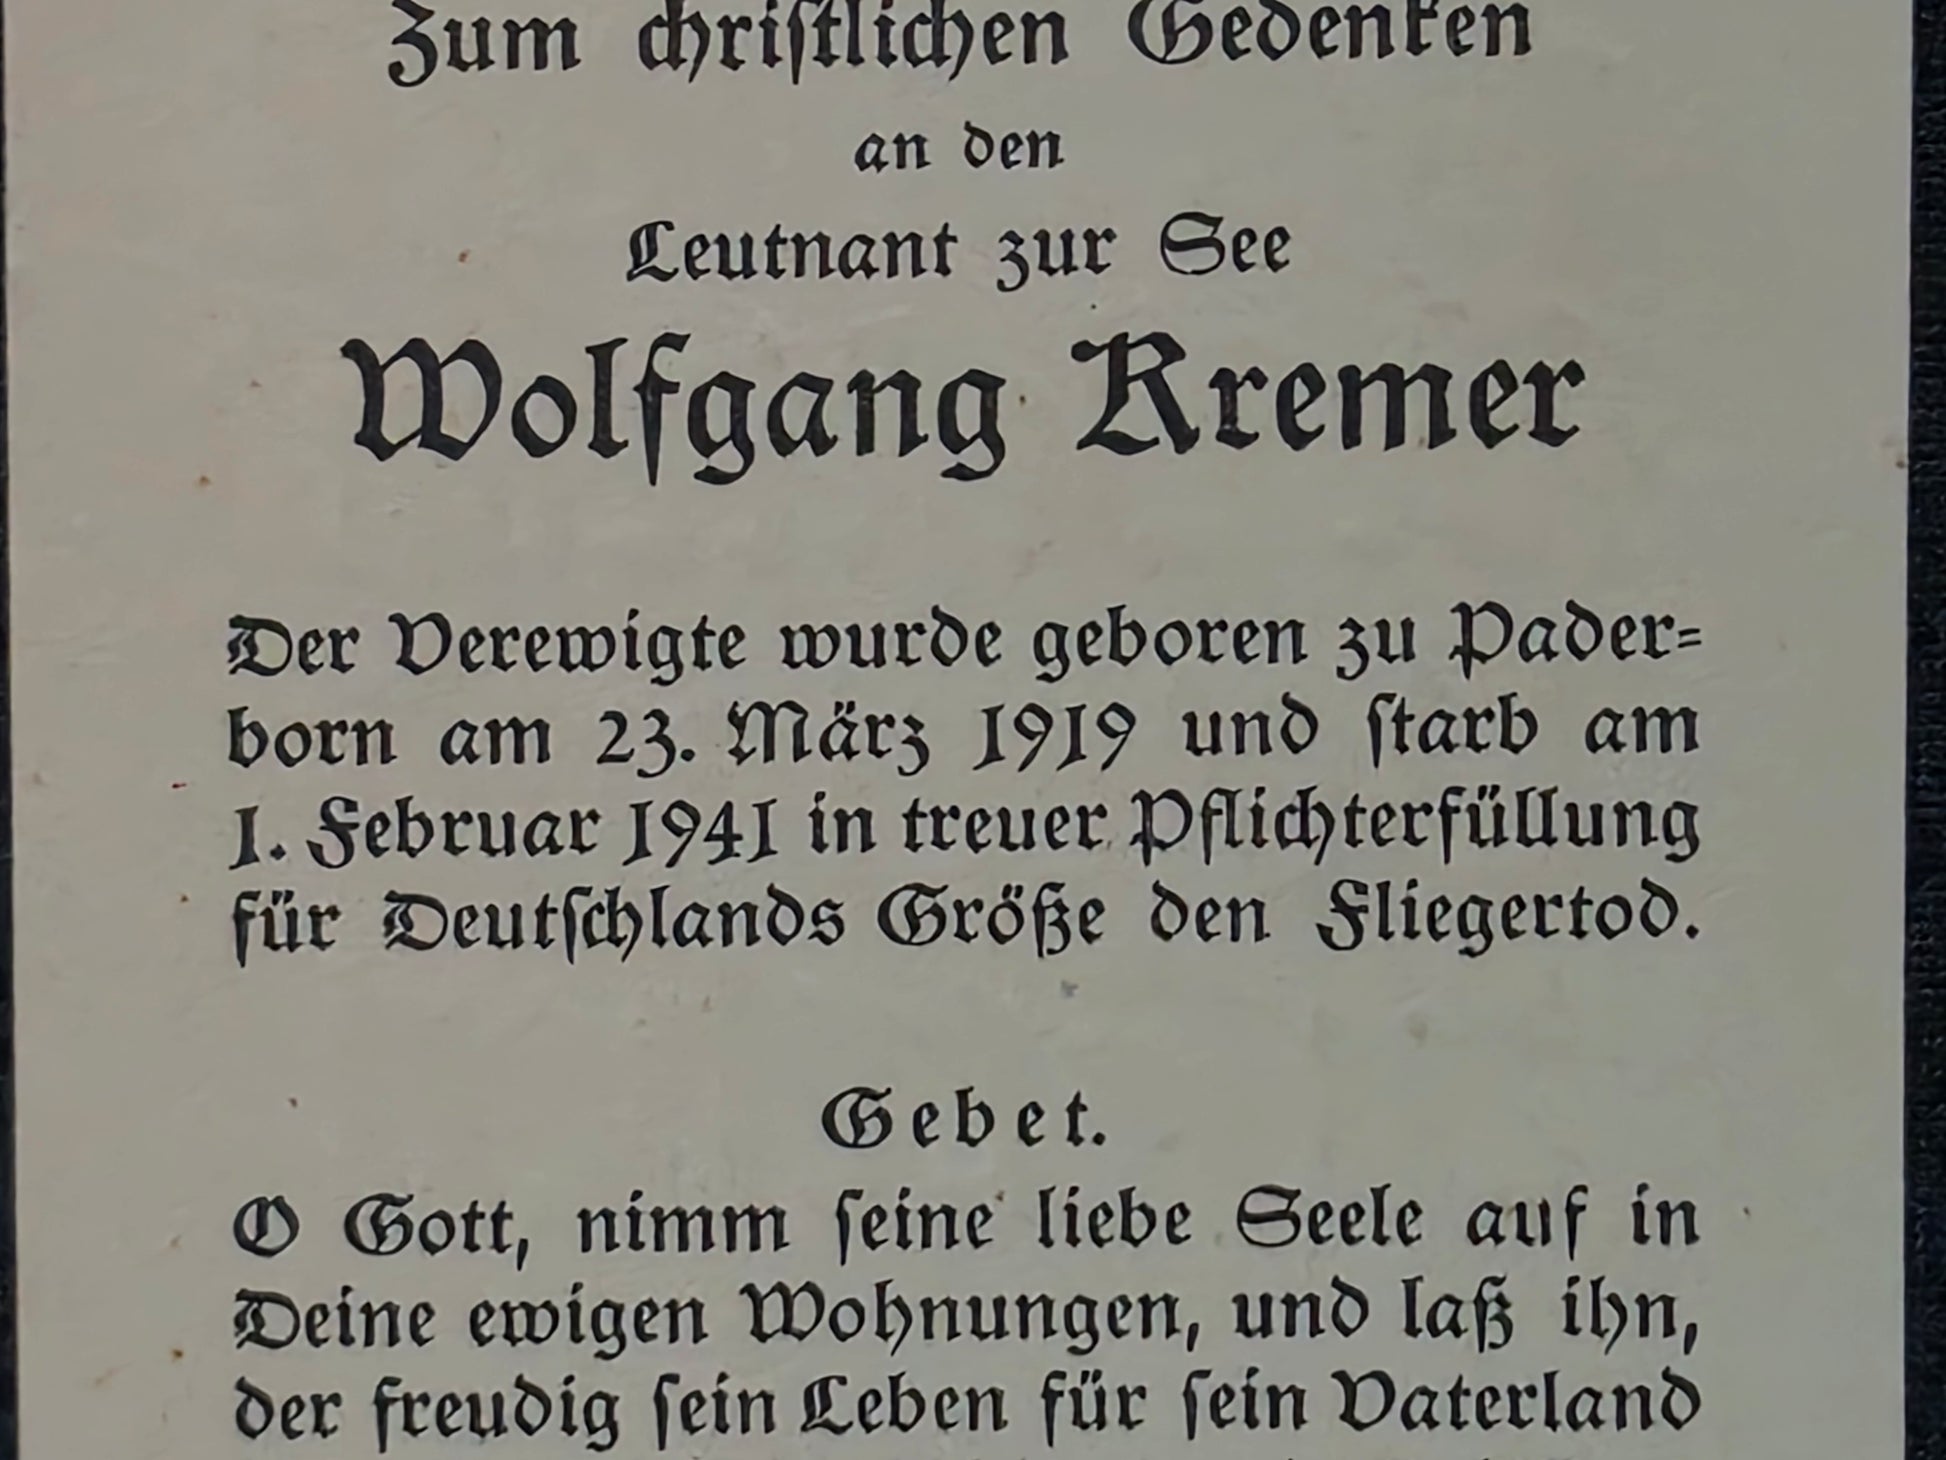 Zum christlichen Gedenken
an den
Leutnant zur See
Wolfgang Kremer
Der Verewigte wurde geboren zu Pader=
born am 23. März 1919 und starb am
1. Februar 1941 in treuer Pflichterfüllung
für Deutschlands Größe den Fliegertod.
Gebet.
O Gott, nimm seine liebe Seele auf in
Deine ewigen Wohnungen, und laß ihn,
der freudig sein Leben für sein Vaterland